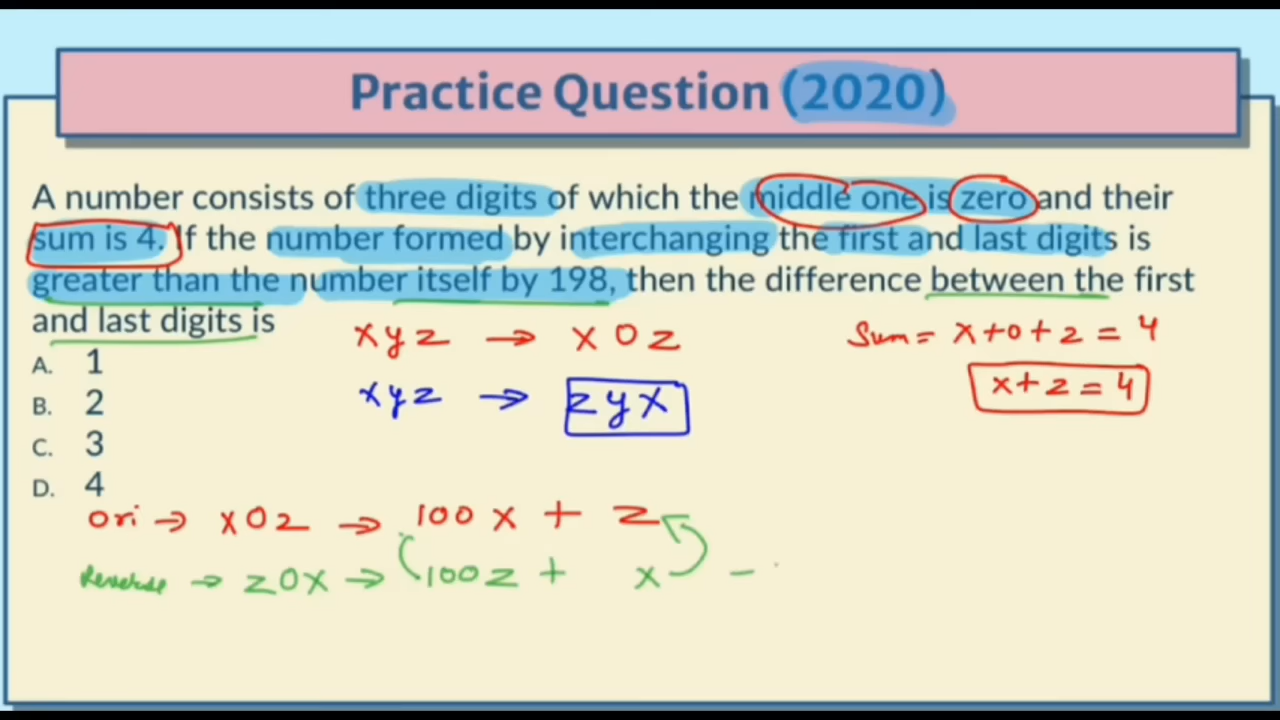 Practice Question (2020)
A number consists of three digits of which the middle one is zero and their
sum is 4. If the number formed by interchanging the first and last digits is
greater than the number itself by 198, then the difference between the first
and last digits is
A. 1
B. 2
C. 3
D. 4
xyz → x0z
xyz → zyx
Sum = x+0+z = 4
x+z = 4
ori → x0z → 100x + z
Reverse → z0x → (100z + x) -